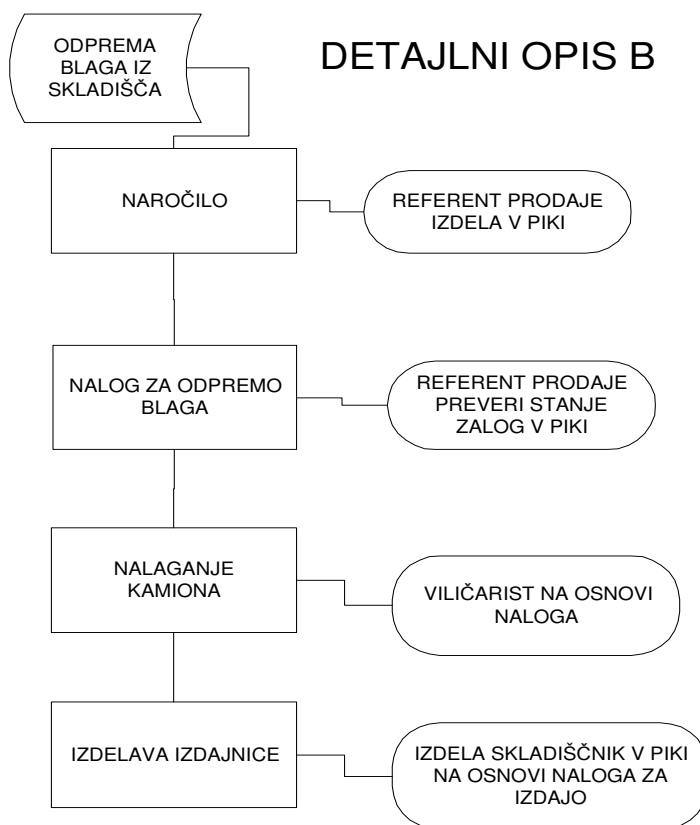 ODPREMA
BLAGA IZ
SKLADIŠČA
DETAJLNI OPIS B
NAROČILO
REFERENT PRODAJE
IZDELA V PIKI
NALOG ZA ODPREMO
BLAGA
REFERENT PRODAJE
PREVERI STANJE
ZALOG V PIKI
NALAGANJE
KAMIONA
VILIČARIST NA OSNOVI
NALOGA
IZDELAVA IZDAJNICE
IZDELA SKLADIŠČNIK V PIKI
NA OSNOVI NALOGA ZA
IZDAJO